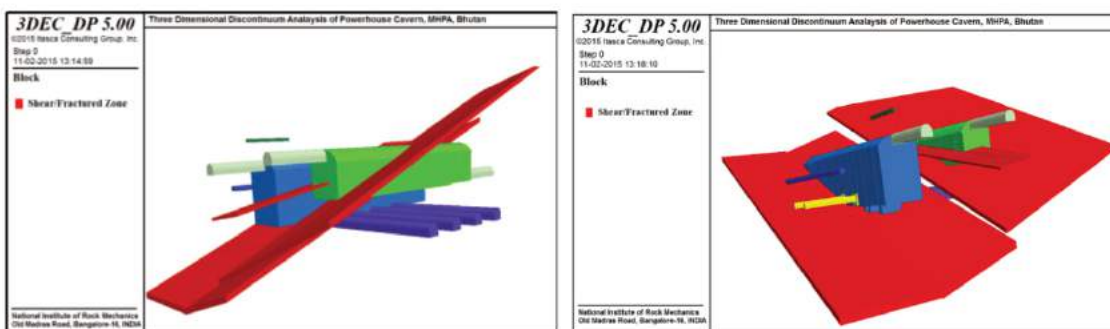 3DEC_DP 5.00
©2015 Itasca Consulting Group, Inc.
Step 0
11-02-2015 13:14:59
Block
Shear/Fractured Zone
National Institute of Rock Mechanics
Old Madras Road, Bangalore-16, INDIA
Three Dimensional Discontinuum Analaysis of Powerhouse Cavern, MHPA, Bhutan
3DEC_DP 5.00
©2015 Itasca Consulting Group, Inc.
Step 0
11-02-2015 13:16:10
Block
Shear/Fractured Zone
National Institute of Rock Mechanics
Old Madras Road, Bangalore-16, INDIA
Three Dimensional Discontinuum Analaysis of Powerhouse Cavern, MHPA, Bhutan